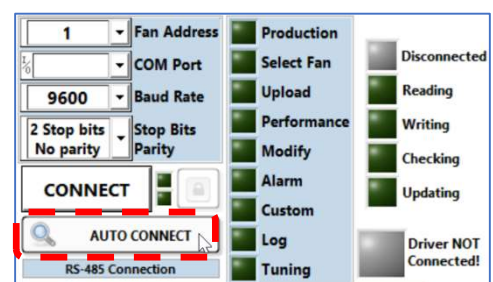 1 Fan Address
I/O COM Port
9600 Baud Rate
2 Stop bits Stop Bits
No parity Parity
CONNECT
AUTO CONNECT
RS-485 Connection
Production
Select Fan
Upload
Performance
Modify
Alarm
Custom
Log
Tuning
Disconnected
Reading
Writing
Checking
Updating
Driver NOT
Connected!